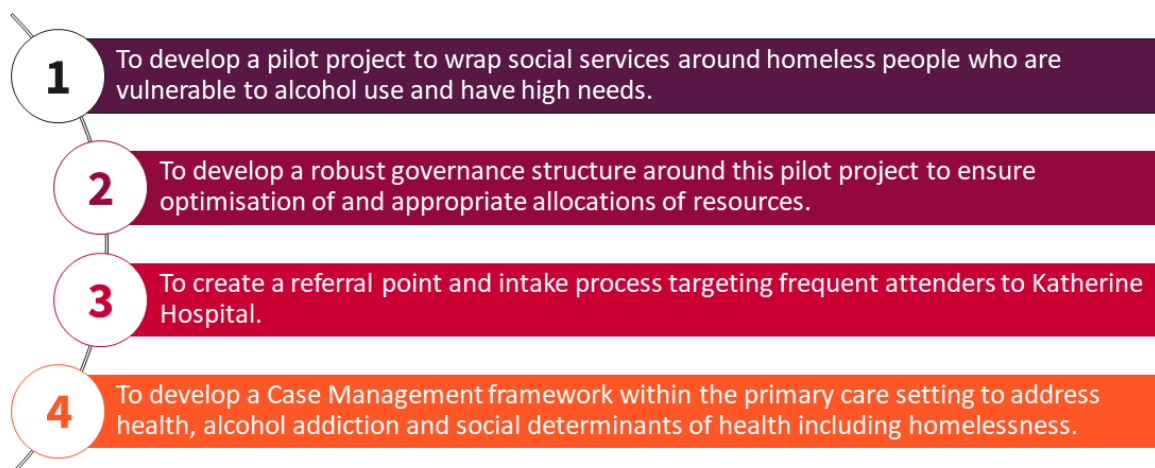 1
To develop a pilot project to wrap social services around homeless people who are
vulnerable to alcohol use and have high needs.
2
To develop a robust governance structure around this pilot project to ensure
optimisation of and appropriate allocations of resources.
3
To create a referral point and intake process targeting frequent attenders to Katherine
Hospital.
4
To develop a Case Management framework within the primary care setting to address
health, alcohol addiction and social determinants of health including homelessness.